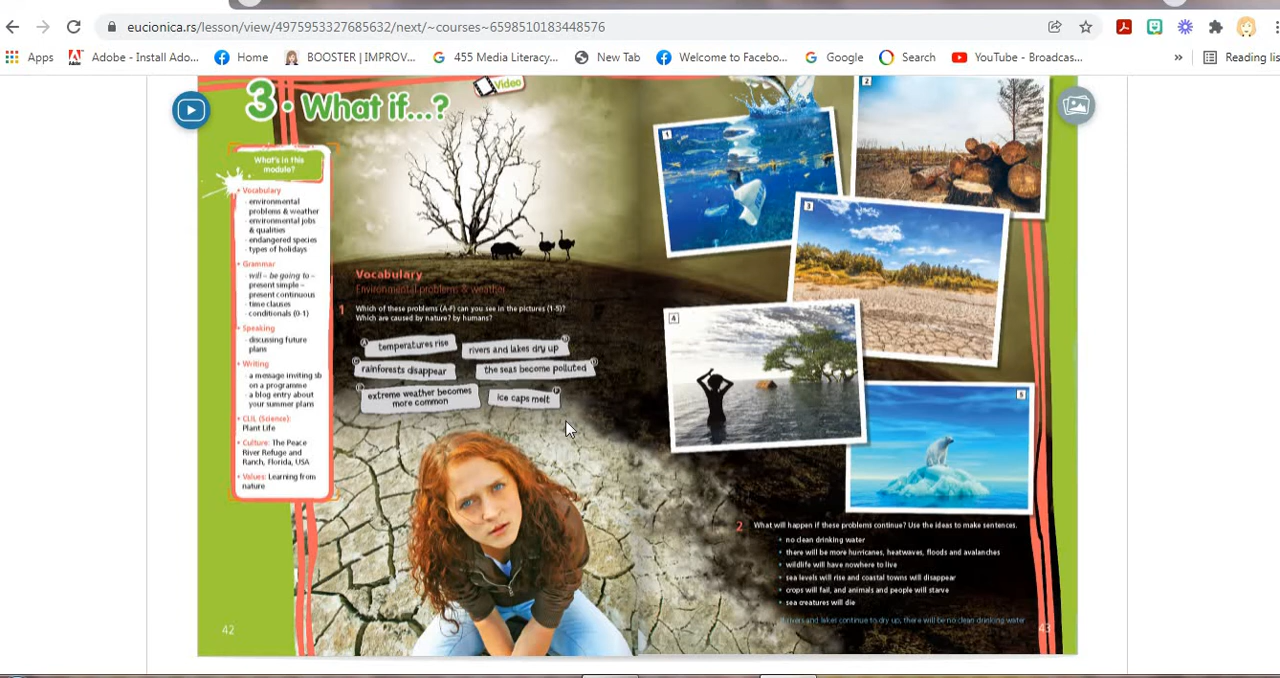 eucionica.rs/lesson/view/4975953327685632/next/~courses~6598510183448576
Apps
Adobe - Install Ado...
Home
BOOSTER | IMPROV...
455 Media Literacy...
New Tab
Welcome to Facebo...
Google
Search
YouTube - Broadcas...
»
Reading lis
3. What if...?
Video
What's in this
module?
• Vocabulary
- environmental
problems & weather
- environmental jobs
& qualities
- endangered species
- types of holidays
• Grammar
- will – be going to –
present simple –
present continuous
- time clauses
- conditionals (0-1)
• Speaking
- discussing future
plans
• Writing
- a message inviting sb
on a programme
- a blog entry about
your summer plans
• CLIL (Science):
Plant Life
• Culture: The Peace
River Refuge and
Ranch, Florida, USA
• Values: Learning from
nature
Vocabulary
Environmental problems & weather
1 Which of these problems (A-F) can you see in the pictures (1-5)?
Which are caused by nature? by humans?
A temperatures rise
B rivers and lakes dry up
C rainforests disappear
D the seas become polluted
E extreme weather becomes
more common
F ice caps melt
1
2
3
4
5
2 What will happen if these problems continue? Use the ideas to make sentences.
• no clean drinking water
• there will be more hurricanes, heatwaves, floods and avalanches
• wildlife will have nowhere to live
• sea levels will rise and coastal towns will disappear
• crops will fail, and animals and people will starve
• sea creatures will die
rivers and lakes continue to dry up, there will be no clean drinking water
42
43